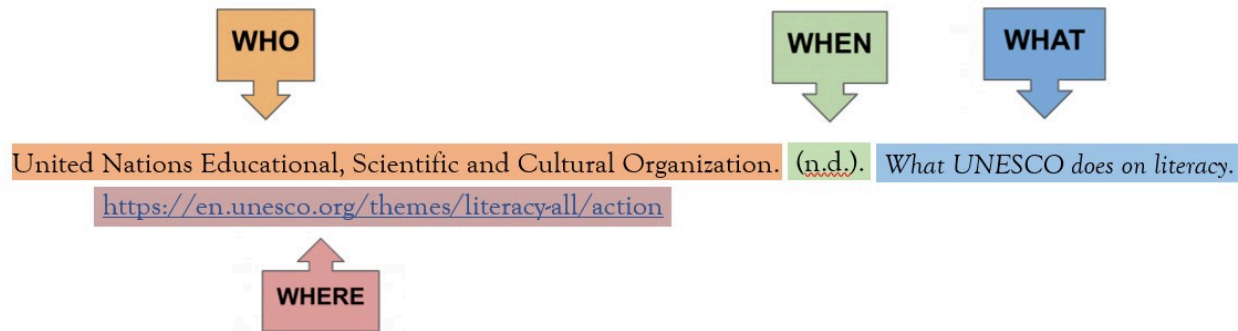 WHO
WHEN
WHAT
United Nations Educational, Scientific and Cultural Organization. (n.d.). What UNESCO does on literacy.
https://en.unesco.org/themes/literacy-all/action
WHERE